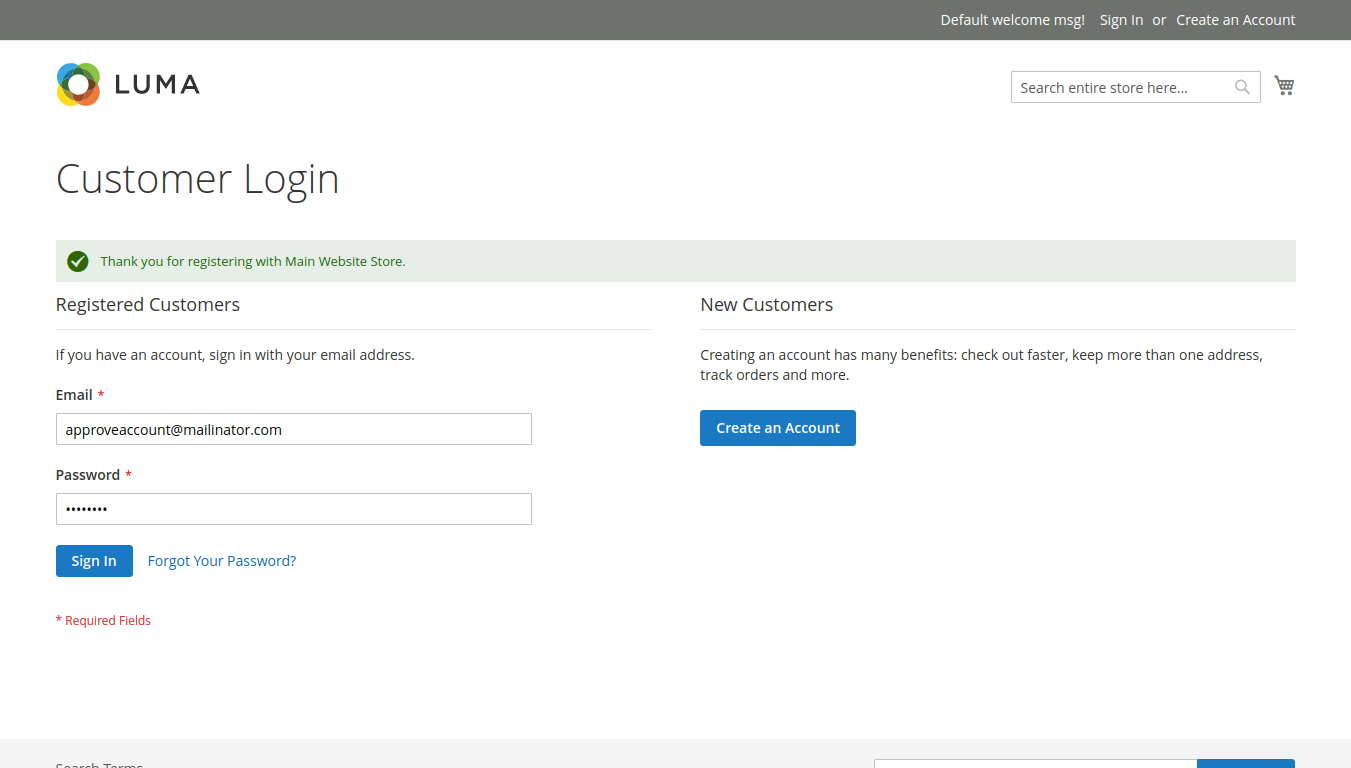 Default welcome msg! Sign In or Create an Account
LUMA
Search entire store here...
Customer Login
Thank you for registering with Main Website Store.
Registered Customers
If you have an account, sign in with your email address.
Email *
approveaccount@mailinator.com
Password *
••••••••
Sign In Forgot Your Password?
* Required Fields
New Customers
Creating an account has many benefits: check out faster, keep more than one address,
track orders and more.
Create an Account
Search Terms